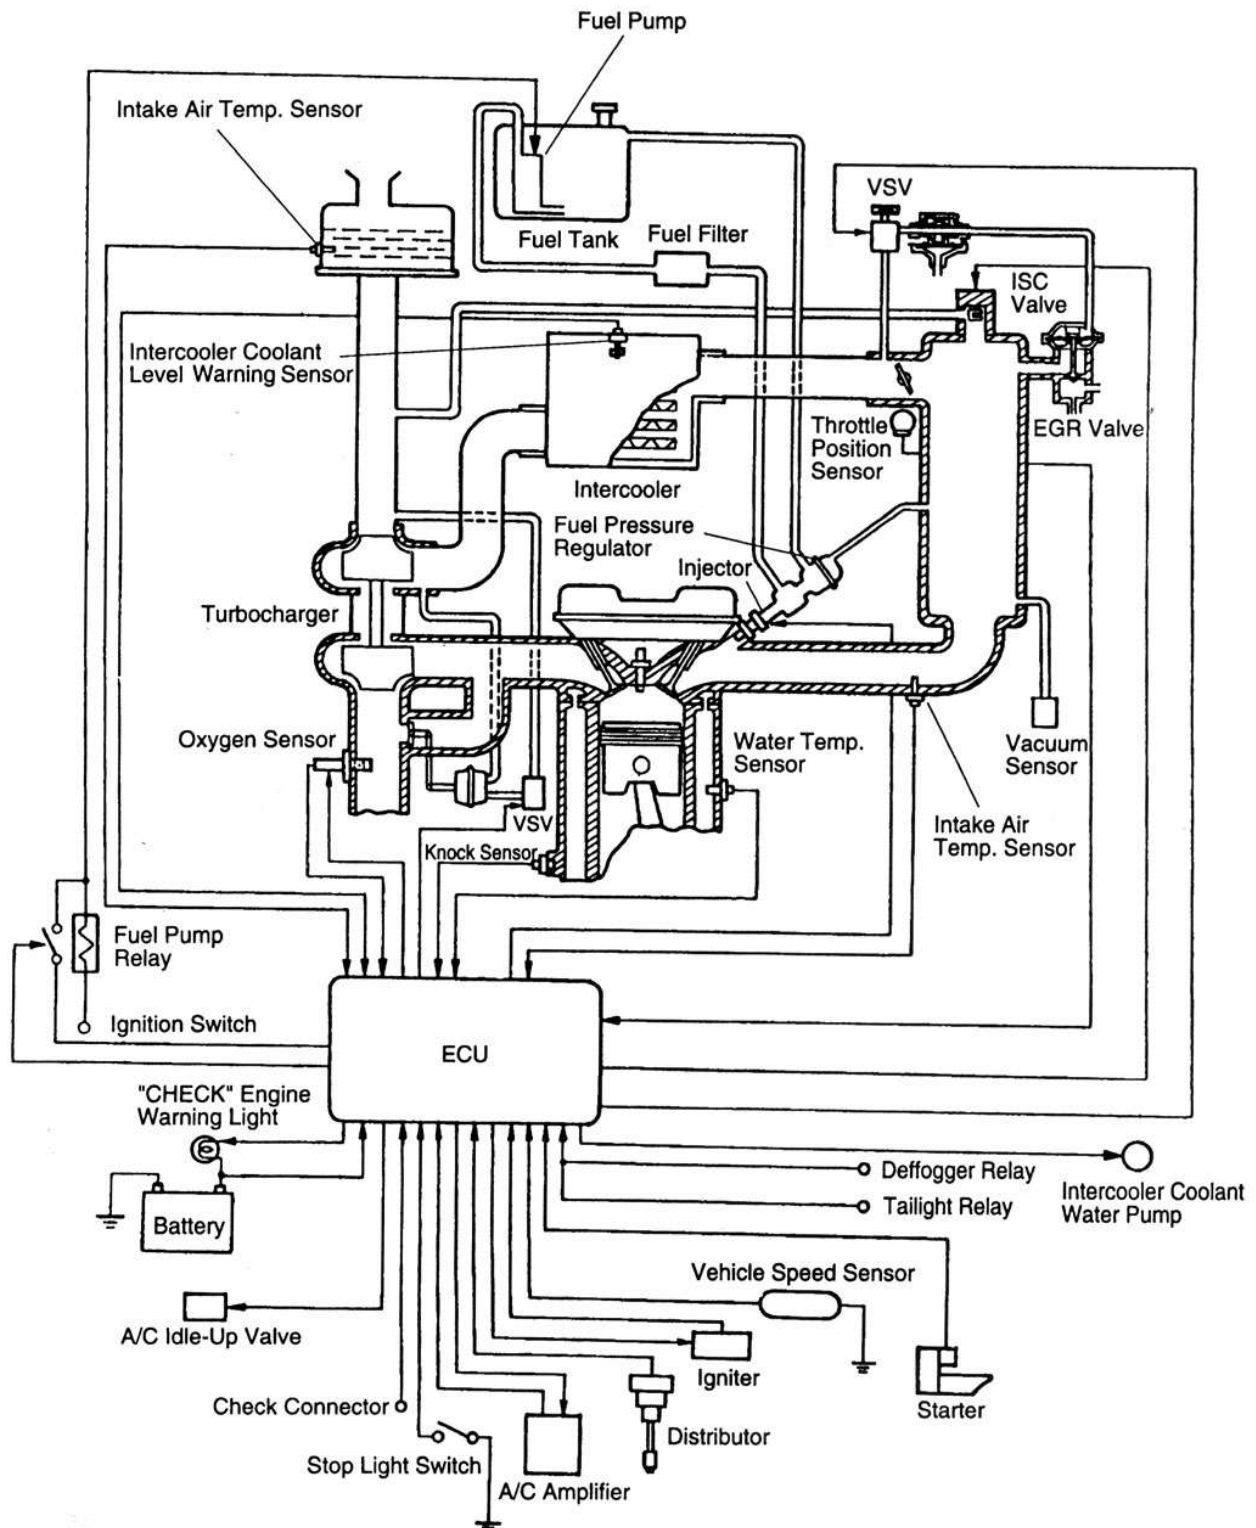 Fuel Pump
Intake Air Temp. Sensor
VSV
Fuel Tank
Fuel Filter
ISC
Valve
Intercooler Coolant
Level Warning Sensor
Throttle
Position
Sensor
EGR Valve
Intercooler
Fuel Pressure
Regulator
Injector
Turbocharger
Oxygen Sensor
Water Temp.
Sensor
Vacuum
Sensor
VSV
Intake Air
Temp. Sensor
Knock Sensor
Fuel Pump
Relay
Ignition Switch
ECU
"CHECK" Engine
Warning Light
Battery
Deffogger Relay
Tailight Relay
Intercooler Coolant
Water Pump
Vehicle Speed Sensor
A/C Idle-Up Valve
Igniter
Starter
Check Connector
Distributor
Stop Light Switch
A/C Amplifier